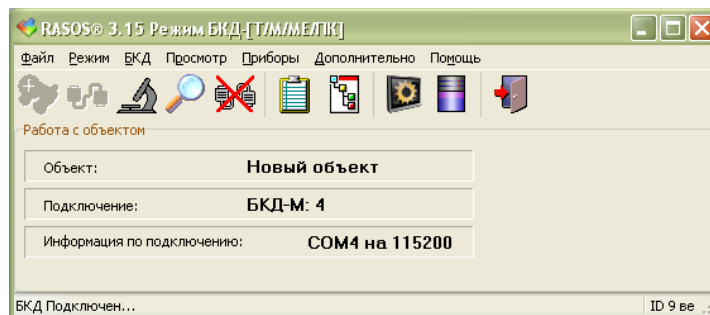 RASOS® 3.15 Режим БКД-[Т/М/МЕ/ПК]
Файл Режим БКД Просмотр Приборы Дополнительно Помощь
Работа с объектом
Объект: Новый объект
Подключение: БКД-М: 4
Информация по подключению: COM4 на 115200
БКД Подключен... ID 9 ве